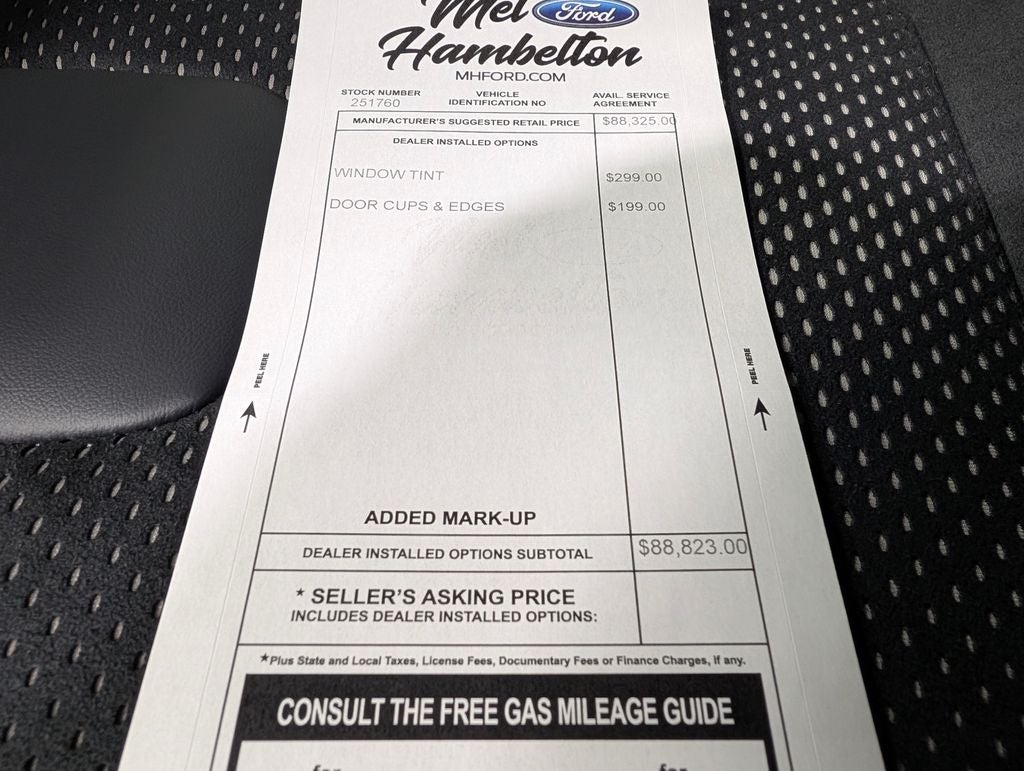 Mel Ford
Hambelton
MHFORD.COM
STOCK NUMBER
251760
VEHICLE
IDENTIFICATION NO
AVAIL. SERVICE
AGREEMENT
MANUFACTURER'S SUGGESTED RETAIL PRICE $88,325.00
DEALER INSTALLED OPTIONS
WINDOW TINT $299.00
DOOR CUPS & EDGES $199.00
PEEL HERE
PEEL HERE
ADDED MARK-UP
DEALER INSTALLED OPTIONS SUBTOTAL $88,823.00
* SELLER'S ASKING PRICE
INCLUDES DEALER INSTALLED OPTIONS:
*Plus State and Local Taxes, License Fees, Documentary Fees or Finance Charges, if any.
CONSULT THE FREE GAS MILEAGE GUIDE